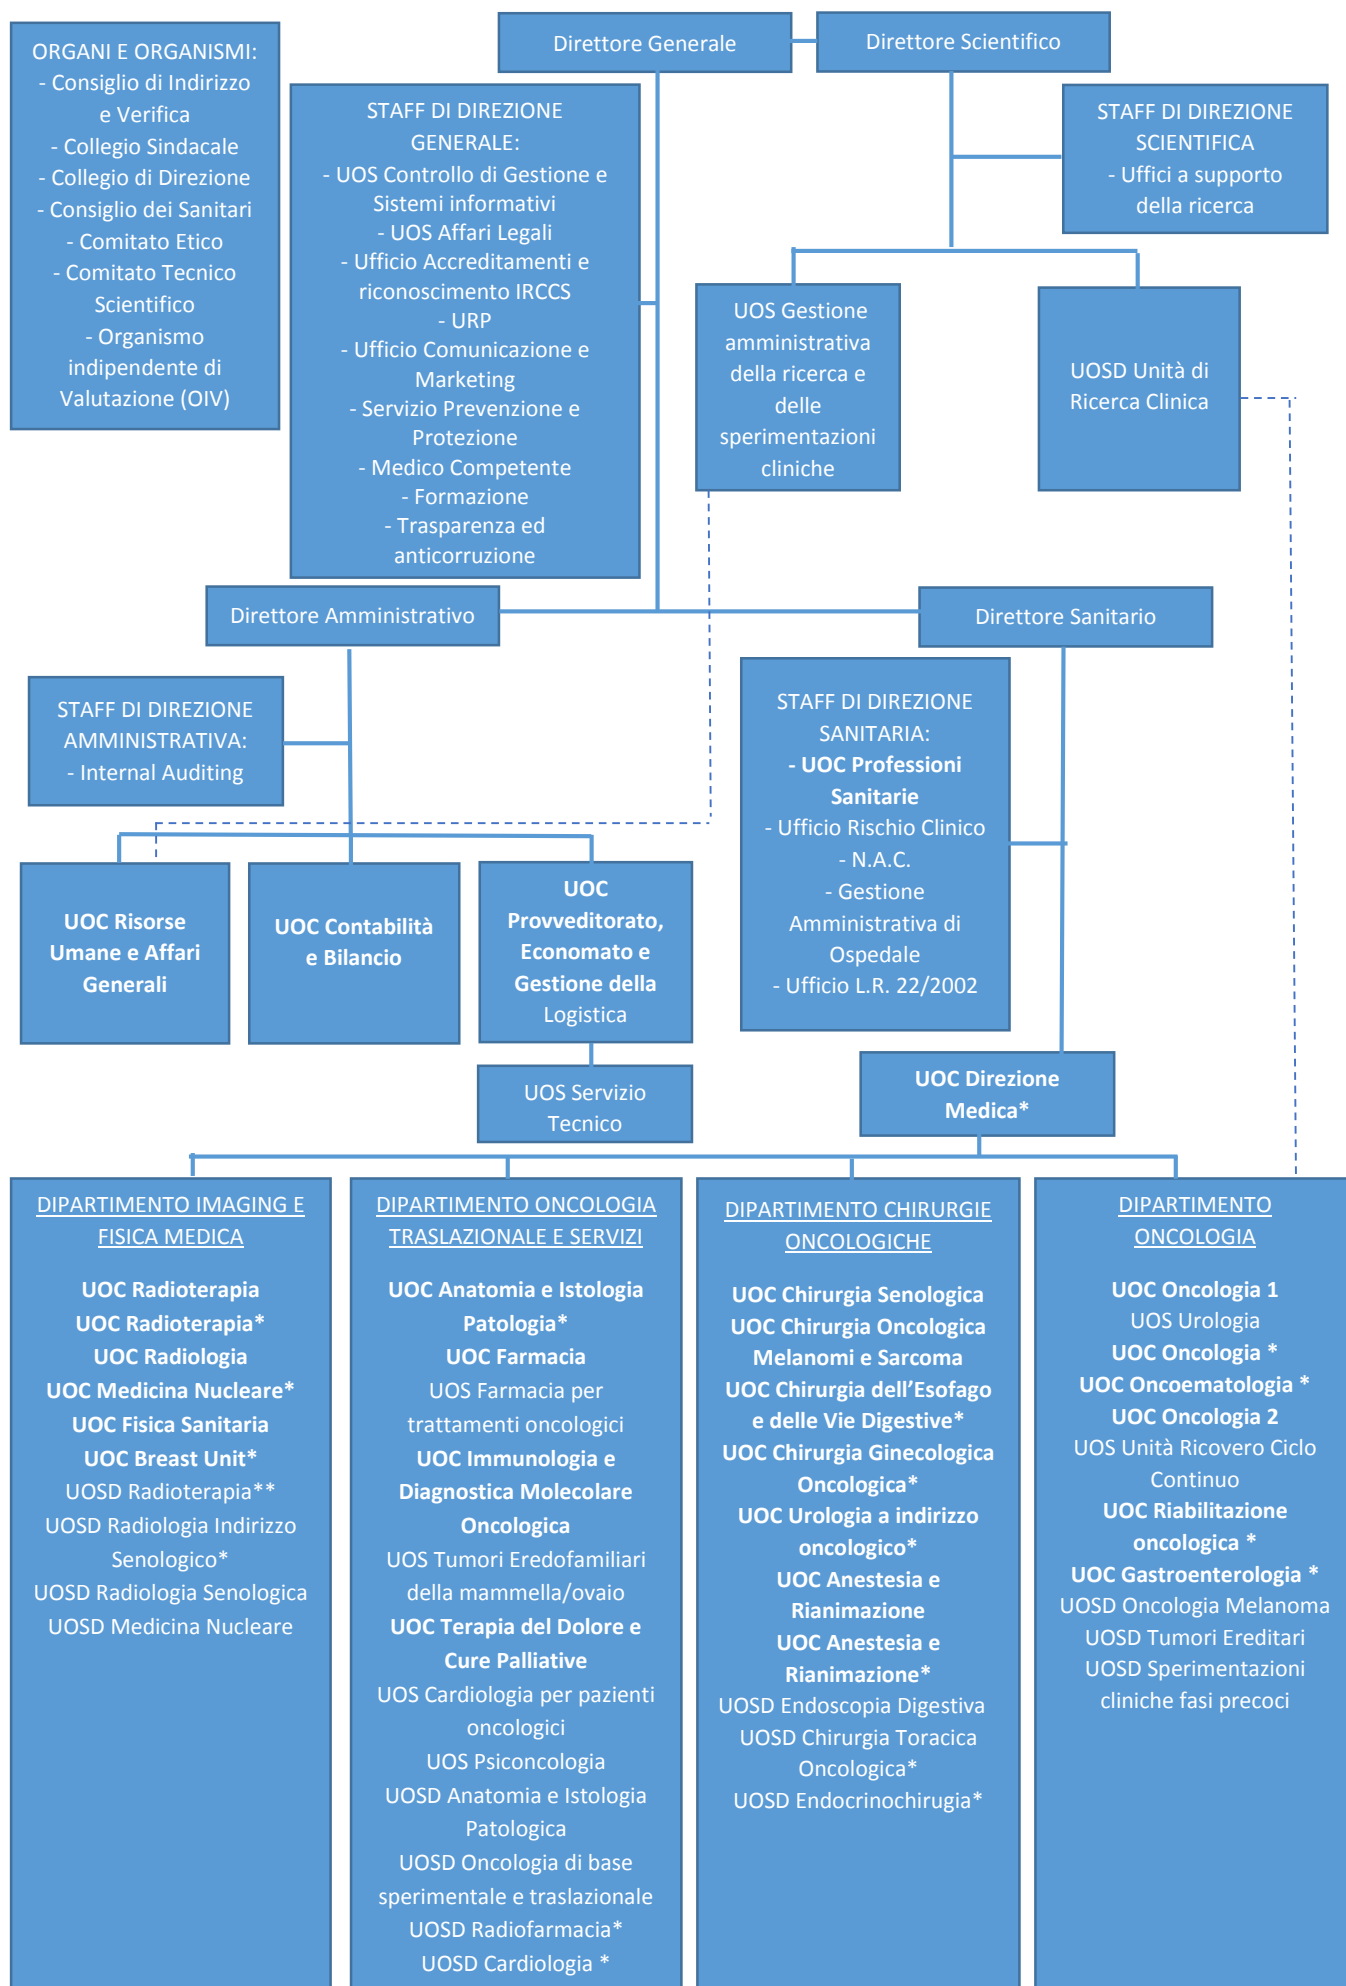 ORGANI E ORGANISMI:
- Consiglio di Indirizzo
e Verifica
- Collegio Sindacale
- Collegio di Direzione
- Consiglio dei Sanitari
- Comitato Etico
- Comitato Tecnico
Scientifico
- Organismo
indipendente di
Valutazione (OIV)
Direttore Generale
Direttore Scientifico
STAFF DI DIREZIONE
GENERALE:
- UOS Controllo di Gestione e
Sistemi informativi
- UOS Affari Legali
- Ufficio Accreditamenti e
riconoscimento IRCCS
- URP
- Ufficio Comunicazione e
Marketing
- Servizio Prevenzione e
Protezione
- Medico Competente
- Formazione
- Trasparenza ed
anticorruzione
STAFF DI DIREZIONE
SCIENTIFICA
- Uffici a supporto
della ricerca
UOS Gestione
amministrativa
della ricerca e
delle
sperimentazioni
cliniche
UOSD Unità di
Ricerca Clinica
Direttore Amministrativo
Direttore Sanitario
STAFF DI DIREZIONE
AMMINISTRATIVA:
- Internal Auditing
STAFF DI DIREZIONE
SANITARIA:
- UOC Professioni
Sanitarie
- Ufficio Rischio Clinico
- N.A.C.
- Gestione
Amministrativa di
Ospedale
- Ufficio L.R. 22/2002
UOC Risorse
Umane e Affari
Generali
UOC Contabilità
e Bilancio
UOC
Provveditorato,
Economato e
Gestione della
Logistica
UOS Servizio
Tecnico
UOC Direzione
Medica*
DIPARTIMENTO IMAGING E
FISICA MEDICA
UOC Radioterapia
UOC Radioterapia*
UOC Radiologia
UOC Medicina Nucleare*
UOC Fisica Sanitaria
UOC Breast Unit*
UOSD Radioterapia**
UOSD Radiologia Indirizzo
Senologico*
UOSD Radiologia Senologica
UOSD Medicina Nucleare
DIPARTIMENTO ONCOLOGIA
TRASLAZIONALE E SERVIZI
UOC Anatomia e Istologia
Patologia*
UOC Farmacia
UOS Farmacia per
trattamenti oncologici
UOC Immunologia e
Diagnostica Molecolare
Oncologica
UOS Tumori Eredofamiliari
della mammella/ovaio
UOC Terapia del Dolore e
Cure Palliative
UOS Cardiologia per pazienti
oncologici
UOS Psiconcologia
UOSD Anatomia e Istologia
Patologica
UOSD Oncologia di base
sperimentale e traslazionale
UOSD Radiofarmacia*
UOSD Cardiologia *
DIPARTIMENTO CHIRURGIE
ONCOLOGICHE
UOC Chirurgia Senologica
UOC Chirurgia Oncologica
Melanomi e Sarcoma
UOC Chirurgia dell'Esofago
e delle Vie Digestive*
UOC Chirurgia Ginecologica
Oncologica*
UOC Urologia a indirizzo
oncologico*
UOC Anestesia e
Rianimazione
UOC Anestesia e
Rianimazione*
UOSD Endoscopia Digestiva
UOSD Chirurgia Toracica
Oncologica*
UOSD Endocrinochirugia*
DIPARTIMENTO
ONCOLOGIA
UOC Oncologia 1
UOS Urologia
UOC Oncologia *
UOC Oncoematologia *
UOC Oncologia 2
UOS Unità Ricovero Ciclo
Continuo
UOC Riabilitazione
oncologica *
UOC Gastroenterologia *
UOSD Oncologia Melanoma
UOSD Tumori Ereditari
UOSD Sperimentazioni
cliniche fasi precoci